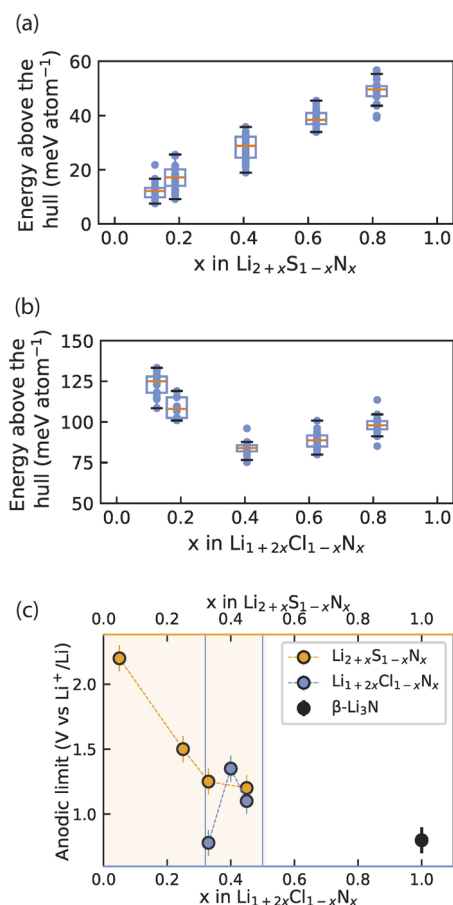 (a)
Energy above the
hull (meV atom⁻¹)
60
40
20
0
0.0 0.2 0.4 0.6 0.8 1.0
x in Li₂₊ₓS₁₋ₓNₓ
(b)
Energy above the
hull (meV atom⁻¹)
150
125
100
75
50
0.0 0.2 0.4 0.6 0.8 1.0
x in Li₁₊₂ₓCl₁₋ₓNₓ
(c)
x in Li₂₊ₓS₁₋ₓNₓ
0.0 0.2 0.4 0.6 0.8 1.0
Anodic limit (V vs Li⁺/Li)
2.0
1.5
1.0
Li₂₊ₓS₁₋ₓNₓ
Li₁₊₂ₓCl₁₋ₓNₓ
β-Li₃N
0.0 0.2 0.4 0.6 0.8 1.0
x in Li₁₊₂ₓCl₁₋ₓNₓ